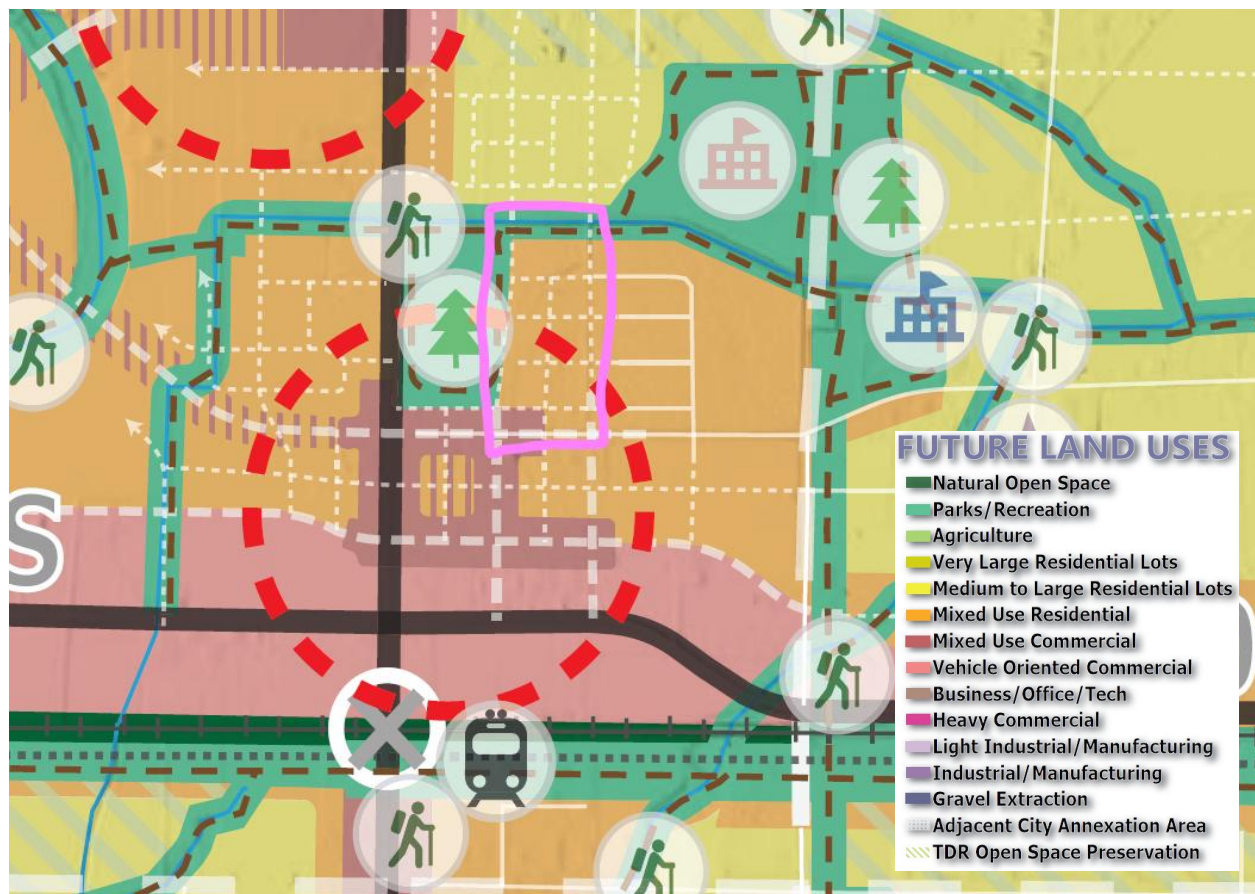 S
FUTURE LAND USES
Natural Open Space
Parks/Recreation
Agriculture
Very Large Residential Lots
Medium to Large Residential Lots
Mixed Use Residential
Mixed Use Commercial
Vehicle Oriented Commercial
Business/Office/Tech
Heavy Commercial
Light Industrial/Manufacturing
Industrial/Manufacturing
Gravel Extraction
Adjacent City Annexation Area
TDR Open Space Preservation